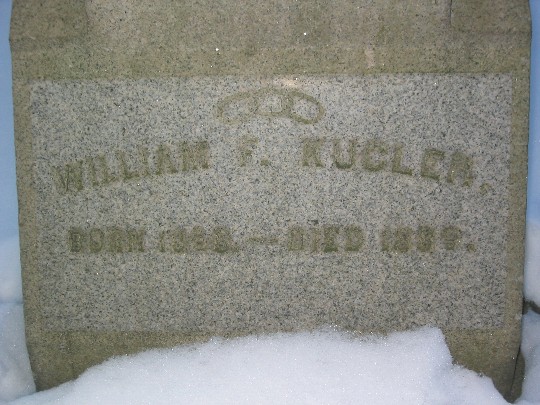 WILLIAM F. KUGLER.
BORN — DIED